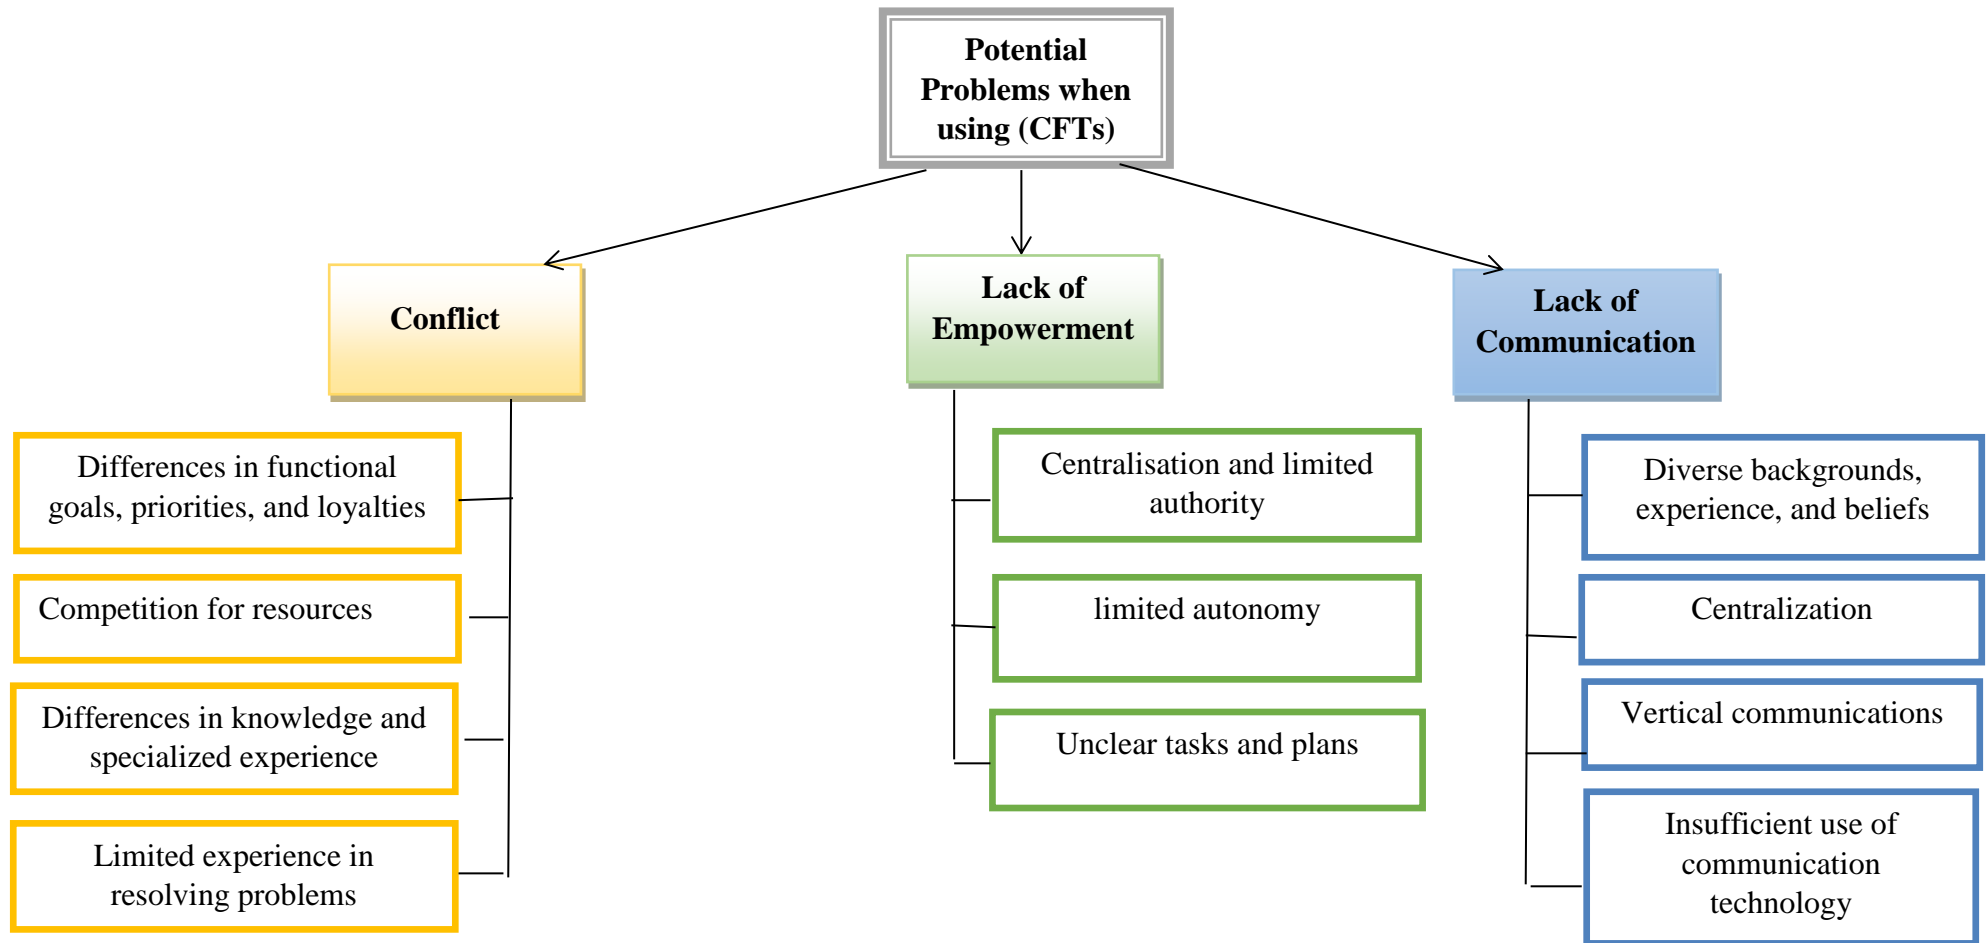 Potential
Problems when
using (CFTs)
Conflict
Differences in functional
goals, priorities, and loyalties
Competition for resources
Differences in knowledge and
specialized experience
Limited experience in
resolving problems
Lack of
Empowerment
Centralisation and limited
authority
limited autonomy
Unclear tasks and plans
Lack of
Communication
Diverse backgrounds,
experience, and beliefs
Centralization
Vertical communications
Insufficient use of
communication
technology